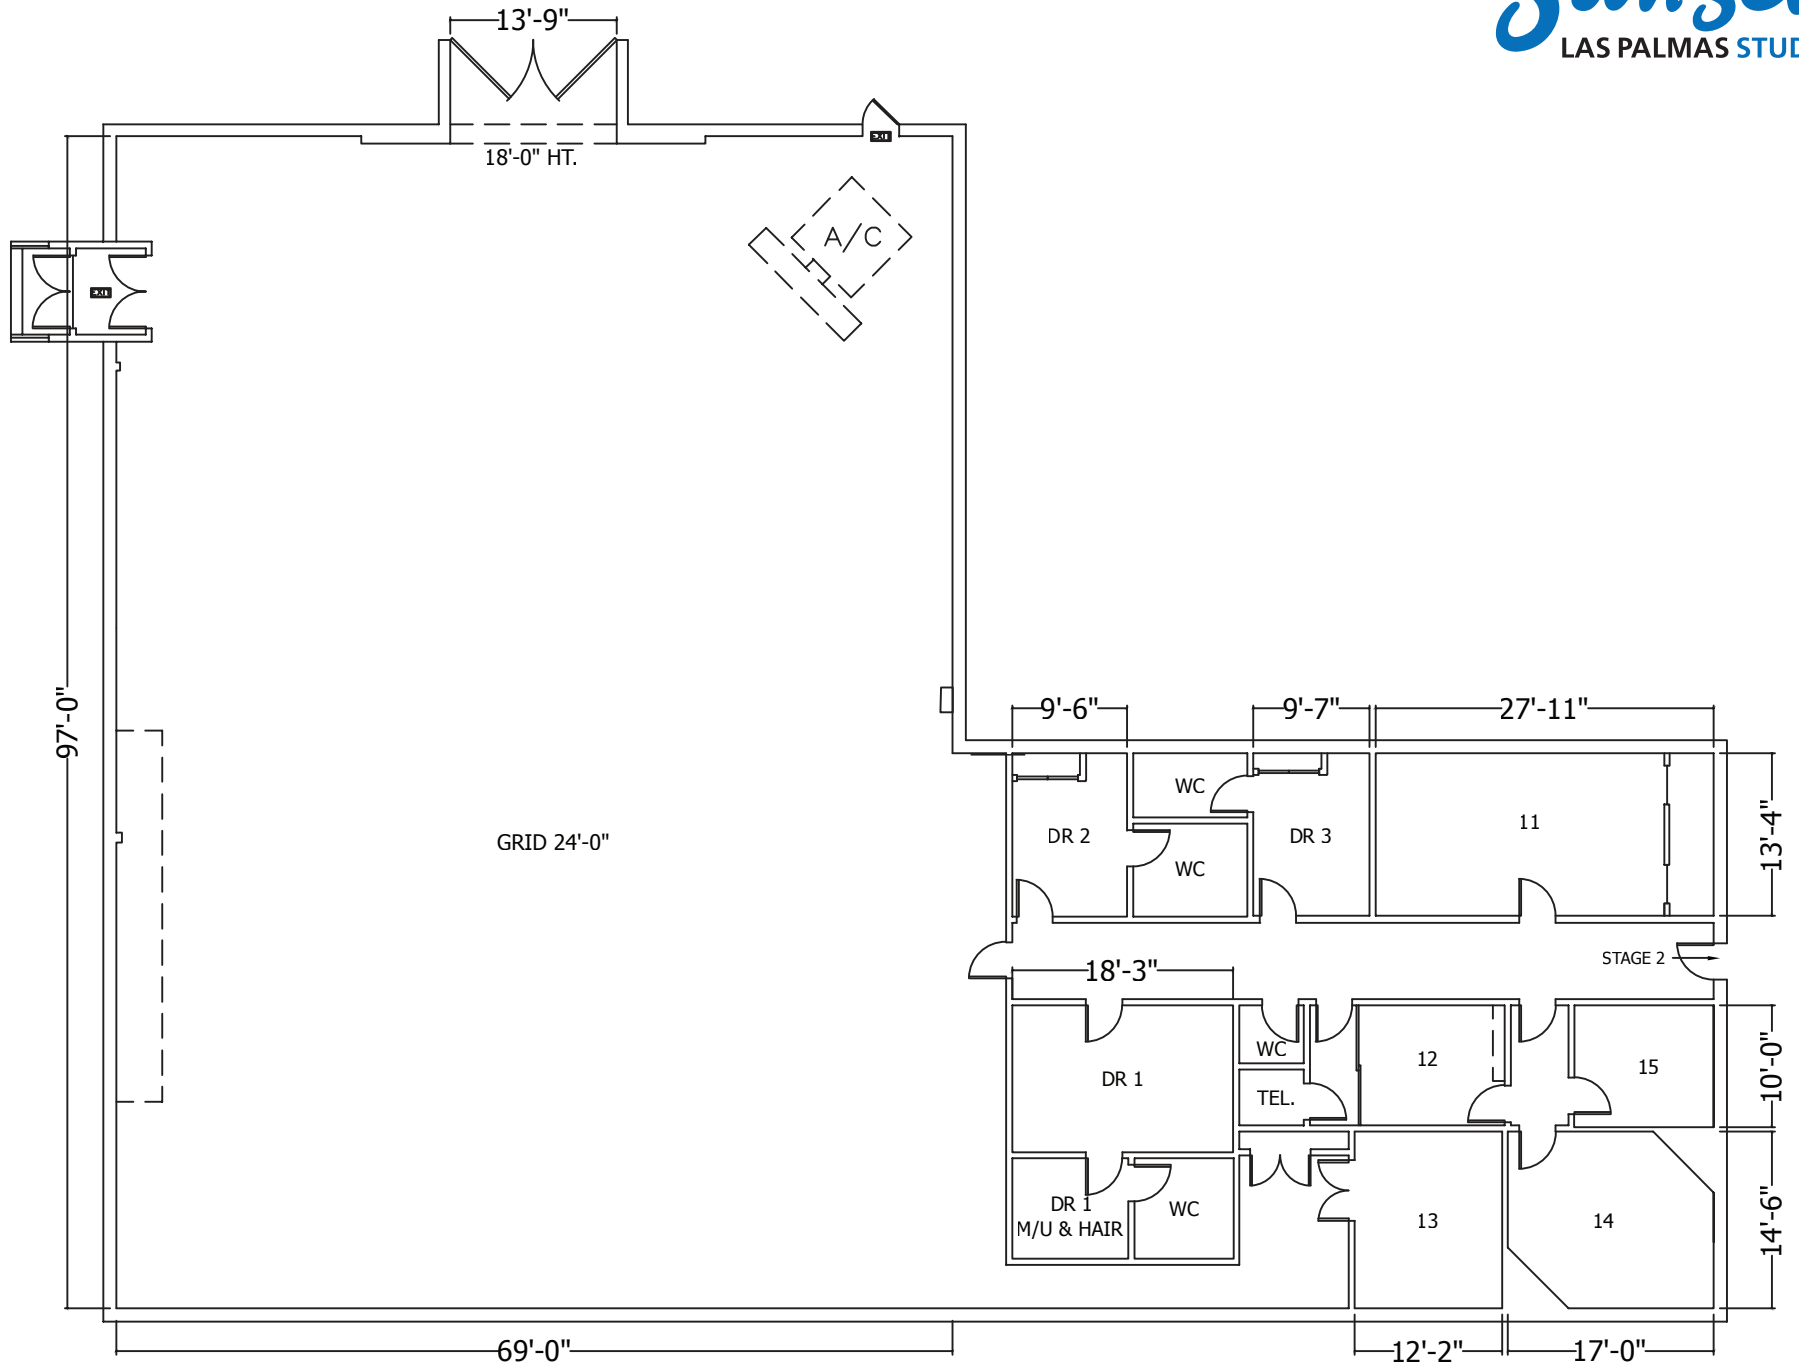 LAS PALMAS
13'-9"
18'-0" HT.
EXIT
A/C
EXIT
97'-0"
9'-6"
9'-7"
27'-11"
WC
DR 2
WC
DR 3
11
13'-4"
GRID 24'-0"
STAGE 2
18'-3"
DR 1
WC
TEL.
12
15
10'-0"
DR 1
M/U & HAIR
WC
13
14
14'-6"
69'-0"
12'-2"
17'-0"